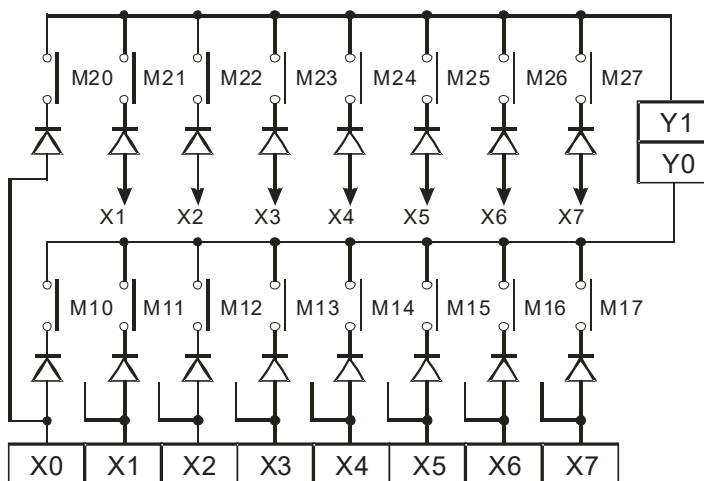 M20 M21 M22 M23 M24 M25 M26 M27
Y1
Y0
X1 X2 X3 X4 X5 X6 X7
M10 M11 M12 M13 M14 M15 M16 M17
X0 X1 X2 X3 X4 X5 X6 X7